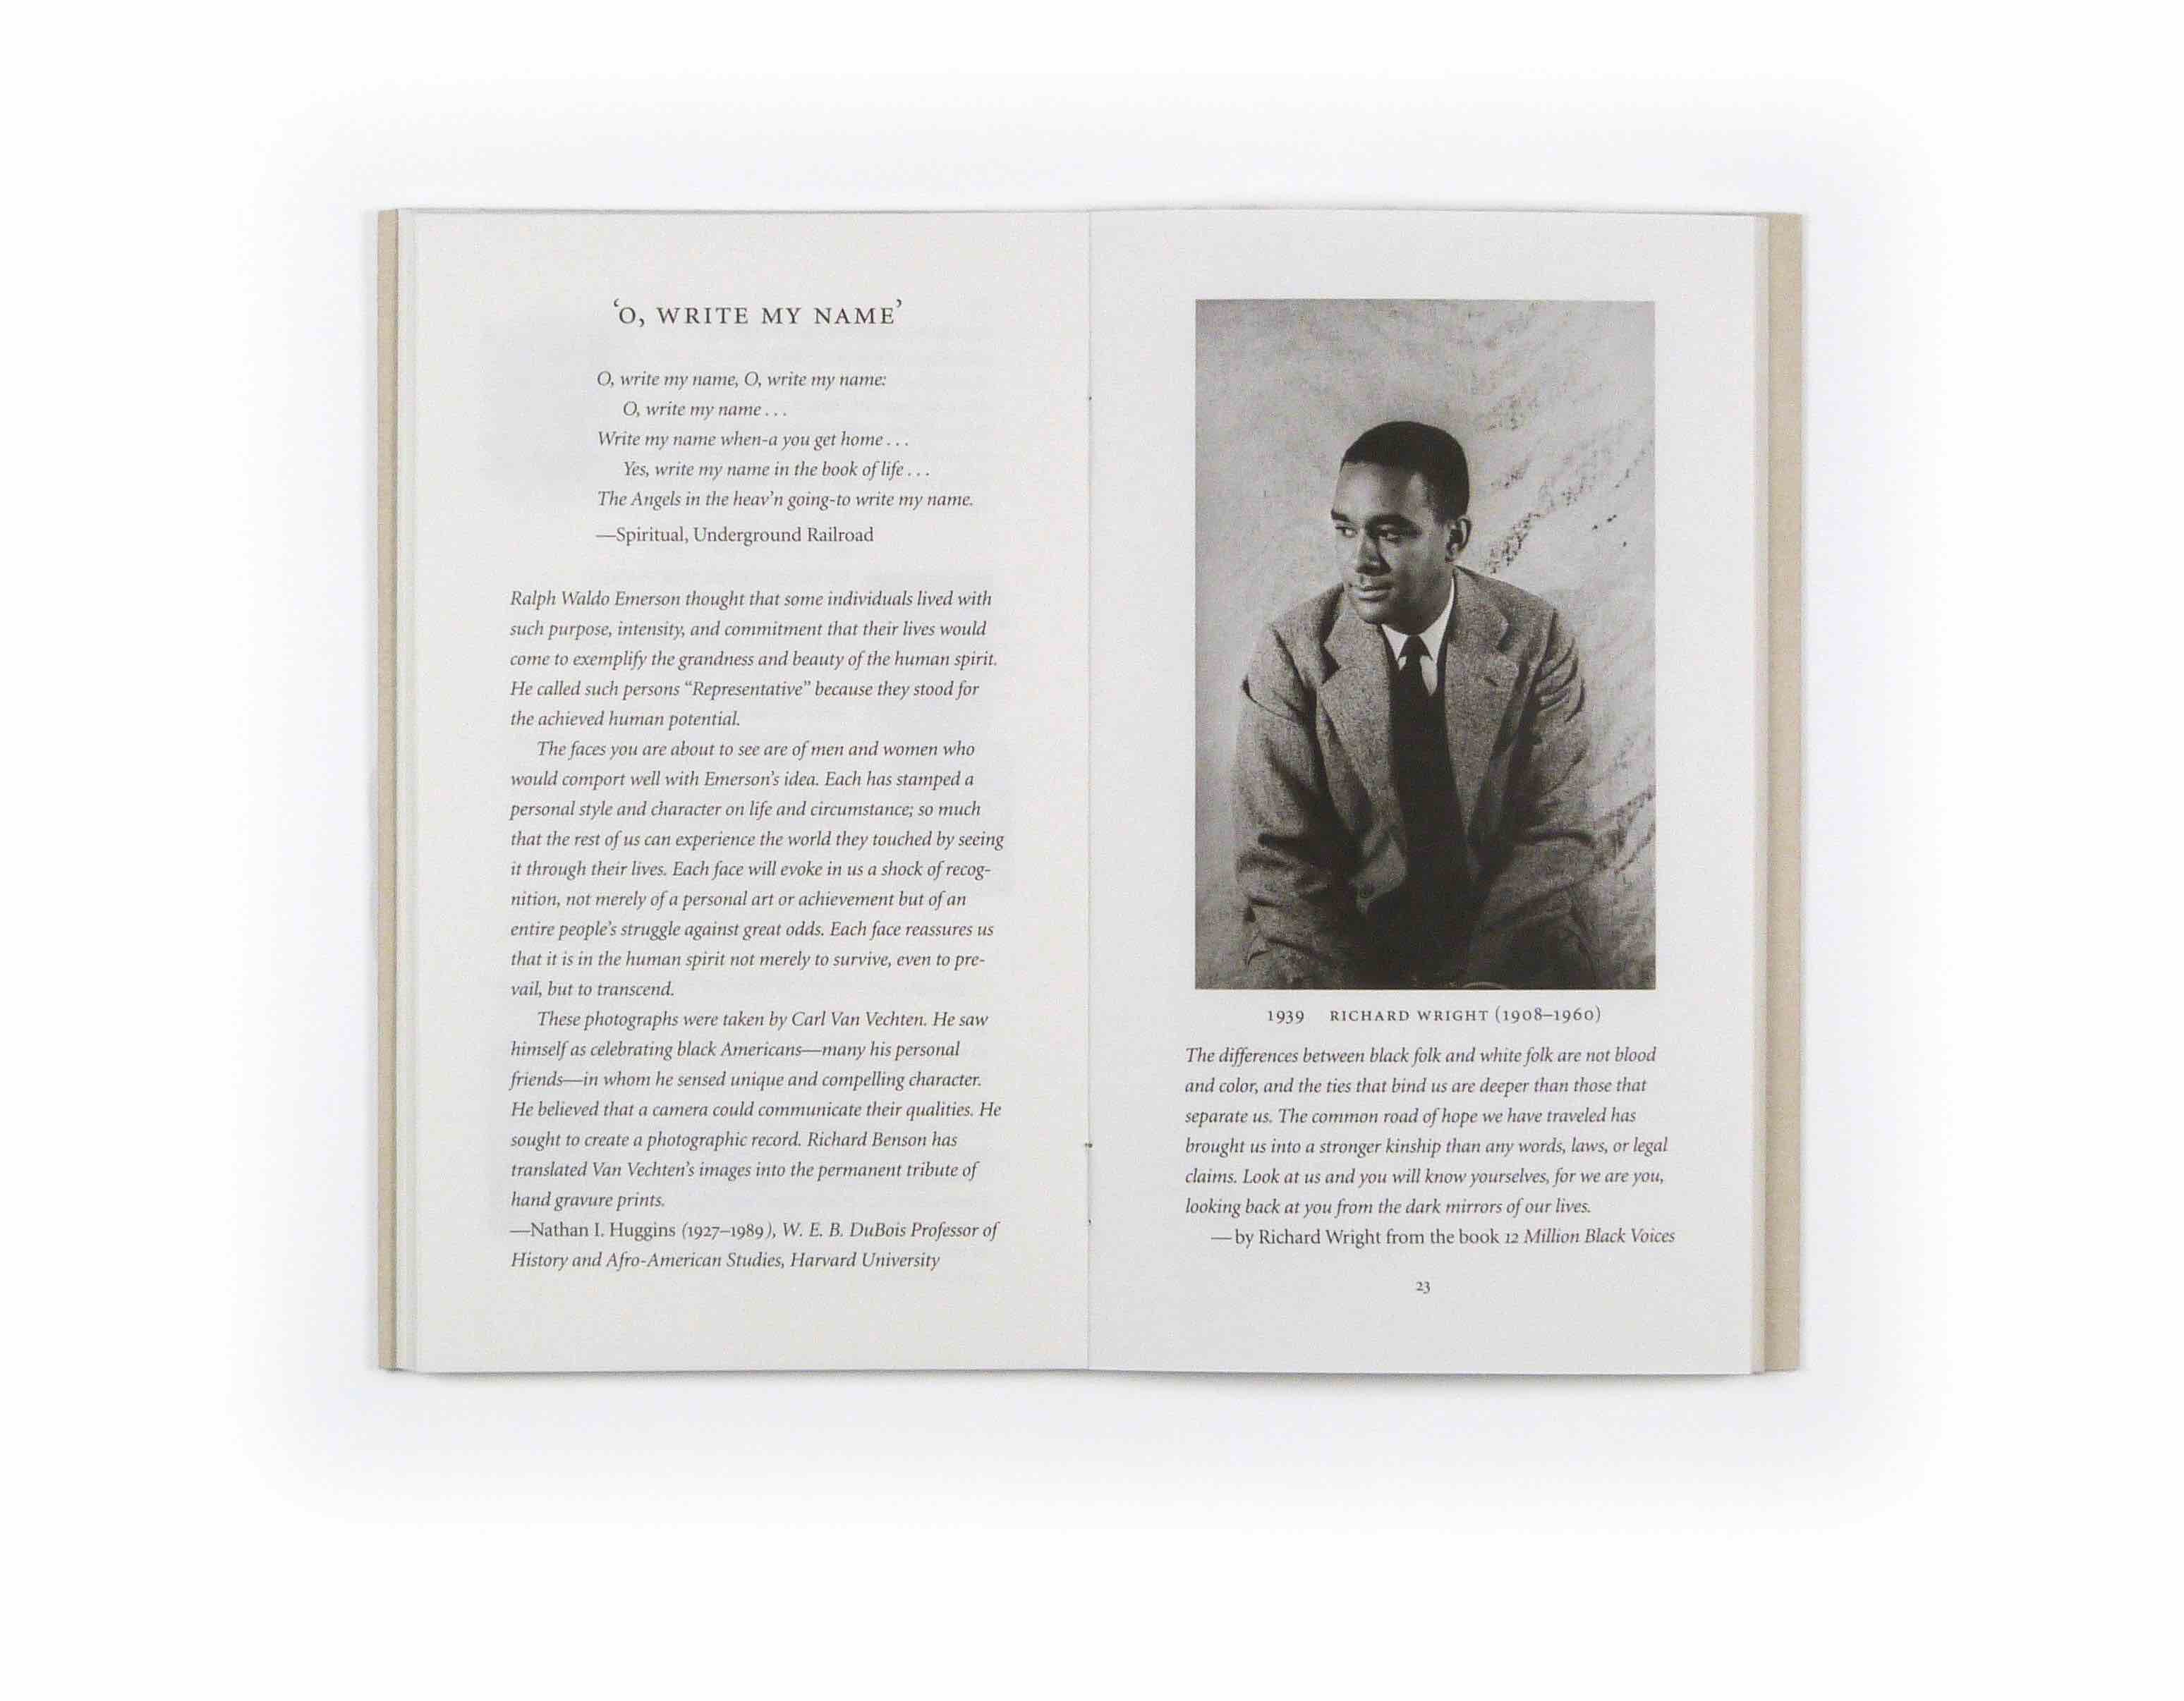 ‘O, WRITE MY NAME’
O, write my name, O, write my name:
O, write my name . . .
Write my name when-a you get home . . .
Yes, write my name in the book of life . . .
The Angels in the heav’n going-to write my name.
—Spiritual, Underground Railroad
Ralph Waldo Emerson thought that some individuals lived with
such purpose, intensity, and commitment that their lives would
come to exemplify the grandness and beauty of the human spirit.
He called such persons “Representative” because they stood for
the achieved human potential.
The faces you are about to see are of men and women who
would comport well with Emerson’s idea. Each has stamped a
personal style and character on life and circumstance; so much
that the rest of us can experience the world they touched by seeing
it through their lives. Each face will evoke in us a shock of recog-
nition, not merely of a personal art or achievement but of an
entire people’s struggle against great odds. Each face reassures us
that it is in the human spirit not merely to survive, even to pre-
vail, but to transcend.
These photographs were taken by Carl Van Vechten. He saw
himself as celebrating black Americans—many his personal
friends—in whom he sensed unique and compelling character.
He believed that a camera could communicate their qualities. He
sought to create a photographic record. Richard Benson has
translated Van Vechten’s images into the permanent tribute of
hand gravure prints.
—Nathan I. Huggins (1927–1989), W. E. B. DuBois Professor of
History and Afro-American Studies, Harvard University
1939 RICHARD WRIGHT (1908–1960)
The differences between black folk and white folk are not blood
and color, and the ties that bind us are deeper than those that
separate us. The common road of hope we have traveled has
brought us into a stronger kinship than any words, laws, or legal
claims. Look at us and you will know yourselves, for we are you,
looking back at you from the dark mirrors of our lives.
— by Richard Wright from the book 12 Million Black Voices
23